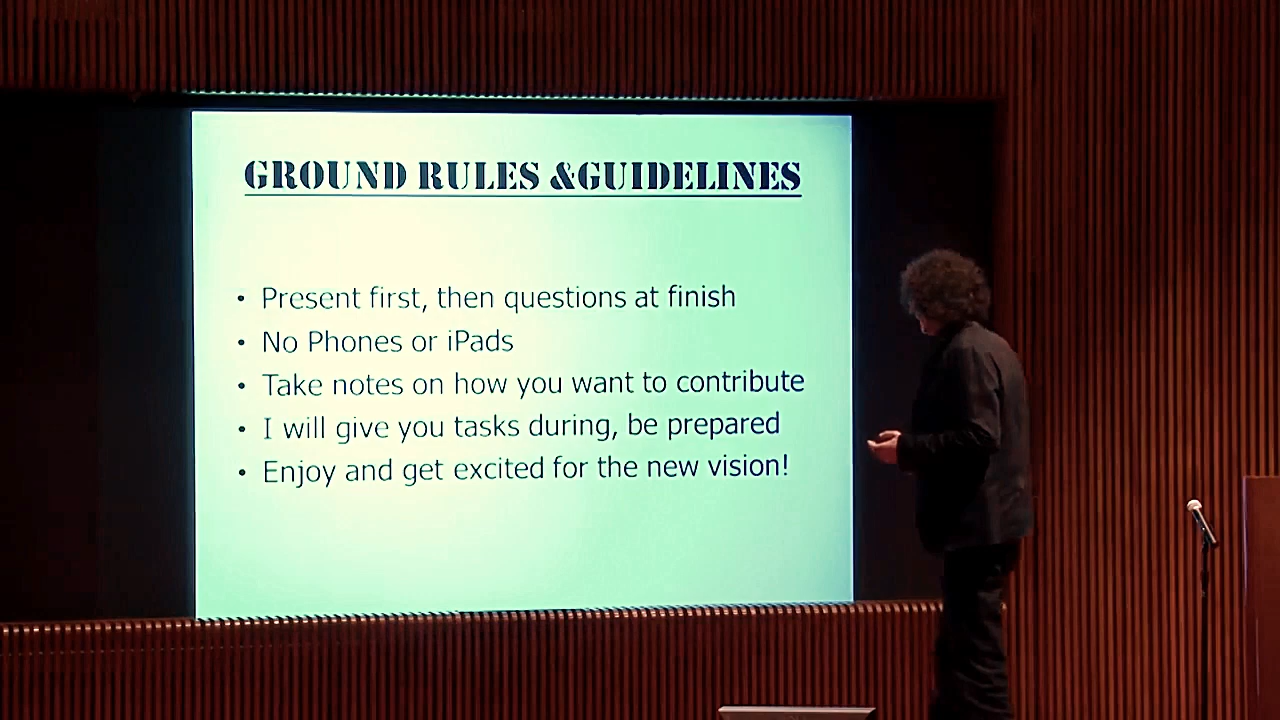 GROUND RULES &GUIDELINES
• Present first, then questions at finish
• No Phones or iPads
• Take notes on how you want to contribute
• I will give you tasks during, be prepared
• Enjoy and get excited for the new vision!